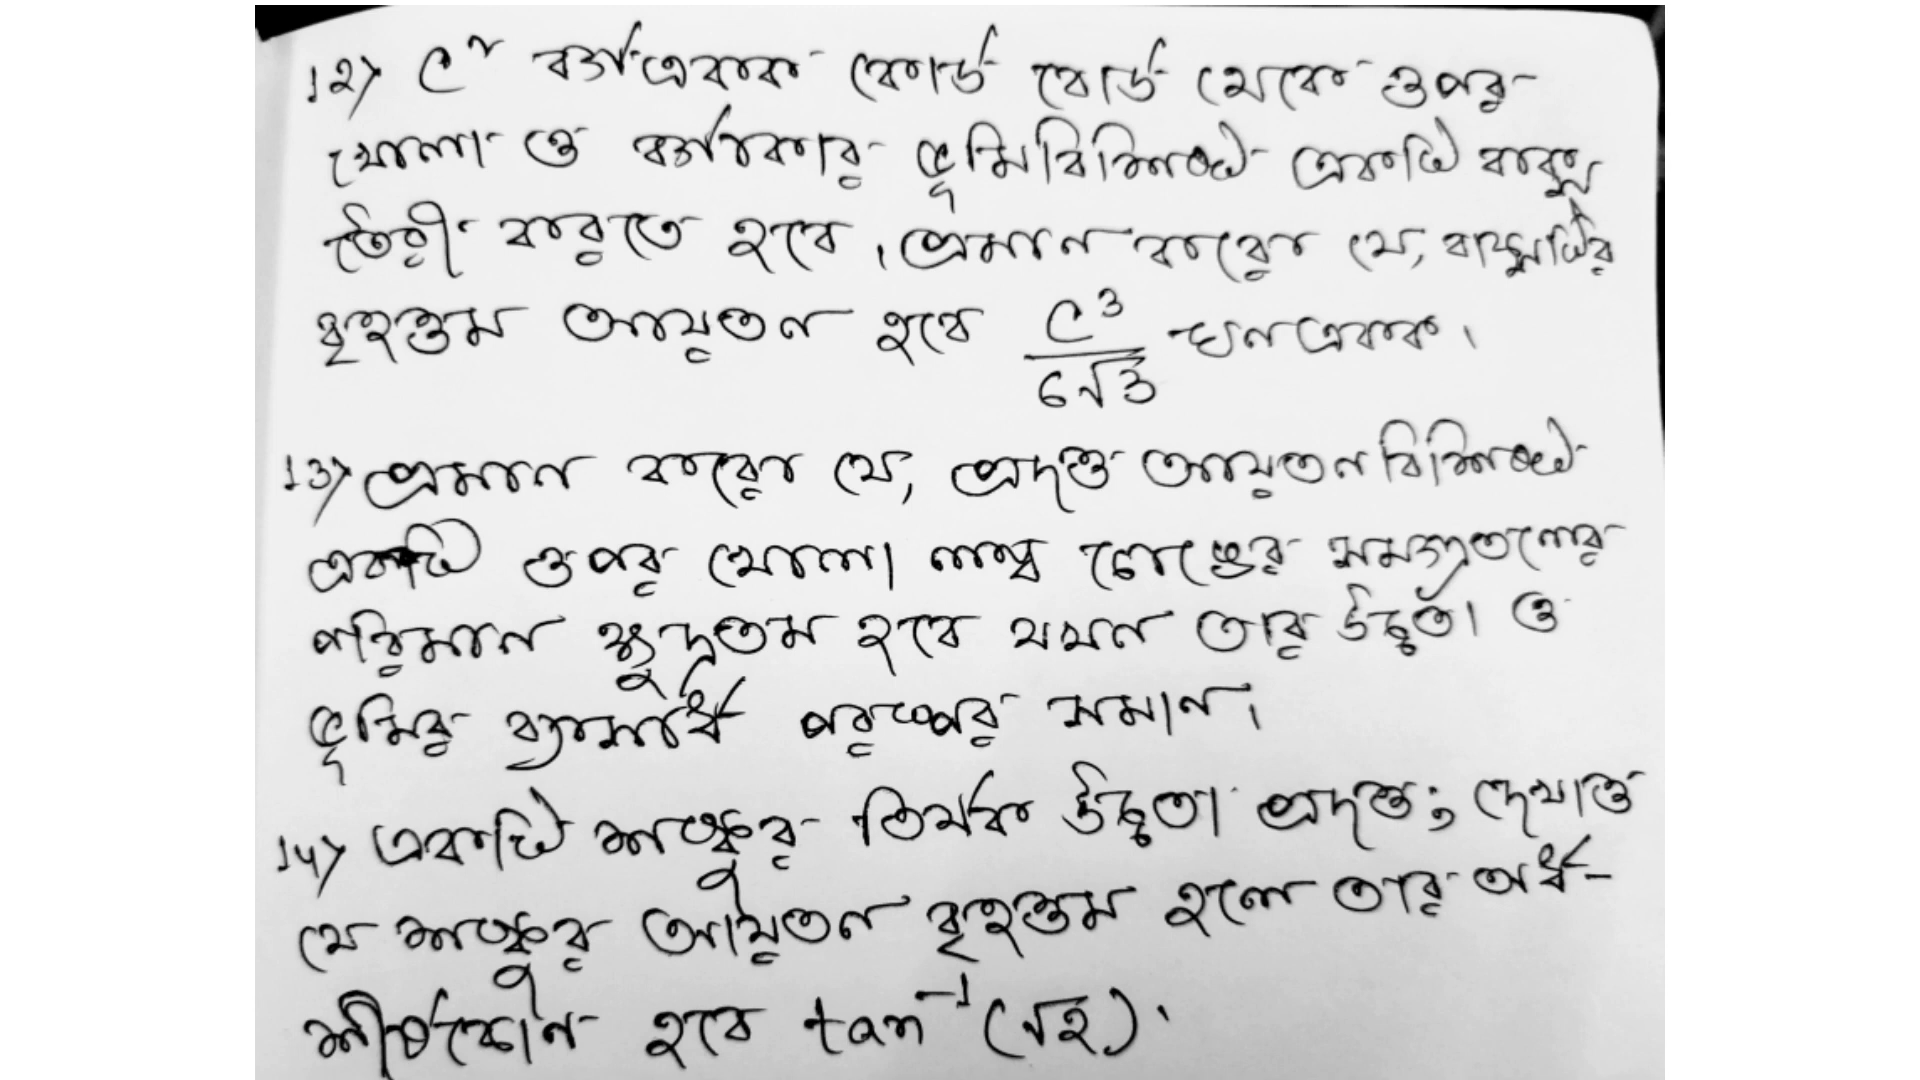 12) c² বর্গএকক কার্ড বোর্ড থেকে ওপর
খোলা ও বর্গাকার ভূমিবিশিষ্ট একটি বাক্স
তৈরী করতে হবে। প্রমাণ করো যে, বাক্সটির
বৃহত্তম আয়তন হবে c³/6√3 ঘনএকক।
13) প্রমাণ করো যে, প্রদত্ত আয়তনবিশিষ্ট
একটি ওপর খোলা লম্ব চোঙের সমগ্রতলের
পরিমাণ ক্ষুদ্রতম হবে যখন তার উচ্চতা ও
ভূমির ব্যাসার্ধ পরস্পর সমান।
14) একটি শঙ্কুর তির্যক উচ্চতা প্রদত্ত; দেখাও
যে শঙ্কুর আয়তন বৃহত্তম হলে তার অর্ধ-
শীর্ষকোণ হবে tan⁻¹(√2).